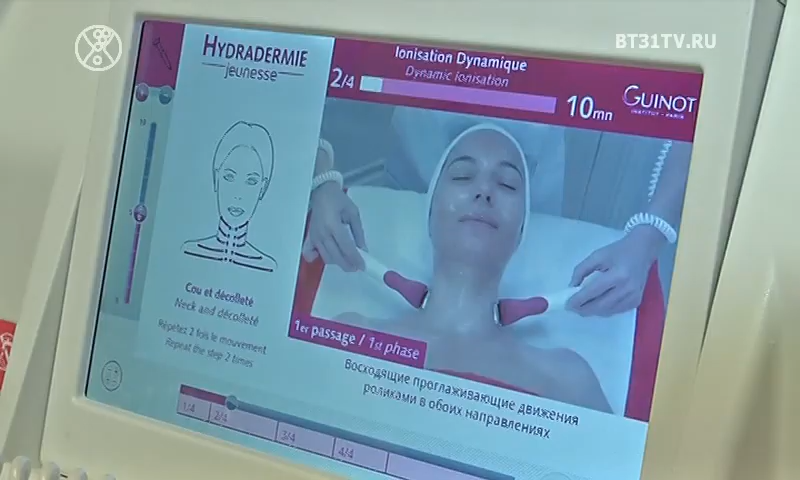 BT31TV.RU
HYDRADERMIE
jeunesse
Ionisation Dynamique
Dynamic Ionisation
2/4
10mn
GUINOT
INSTITUT • PARIS
Cou et décolleté
Neck and décolleté
Répétez 2 fois le mouvement
Repeat the step 2 times
1er passage / 1st phase
Восходящие проглаживающие движения
роликами в обоих направлениях
1/4
2/4
3/4
4/4